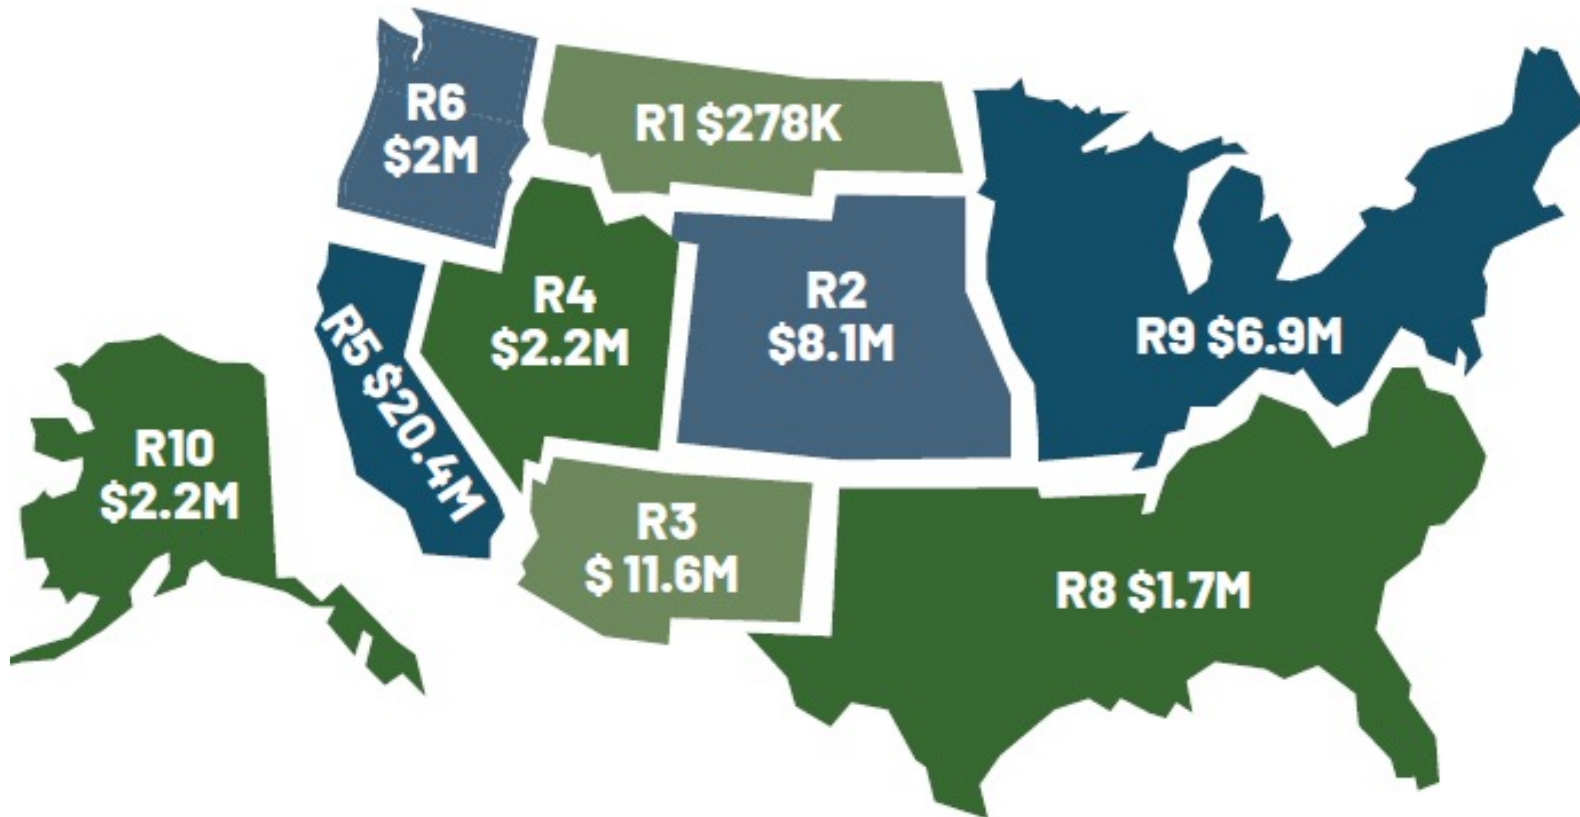 R6
$2M
R1 $278K
R4
$2.2M
R2
$8.1M
R9 $6.9M
R5 $20.4M
R10
$2.2M
R3
$ 11.6M
R8 $1.7M